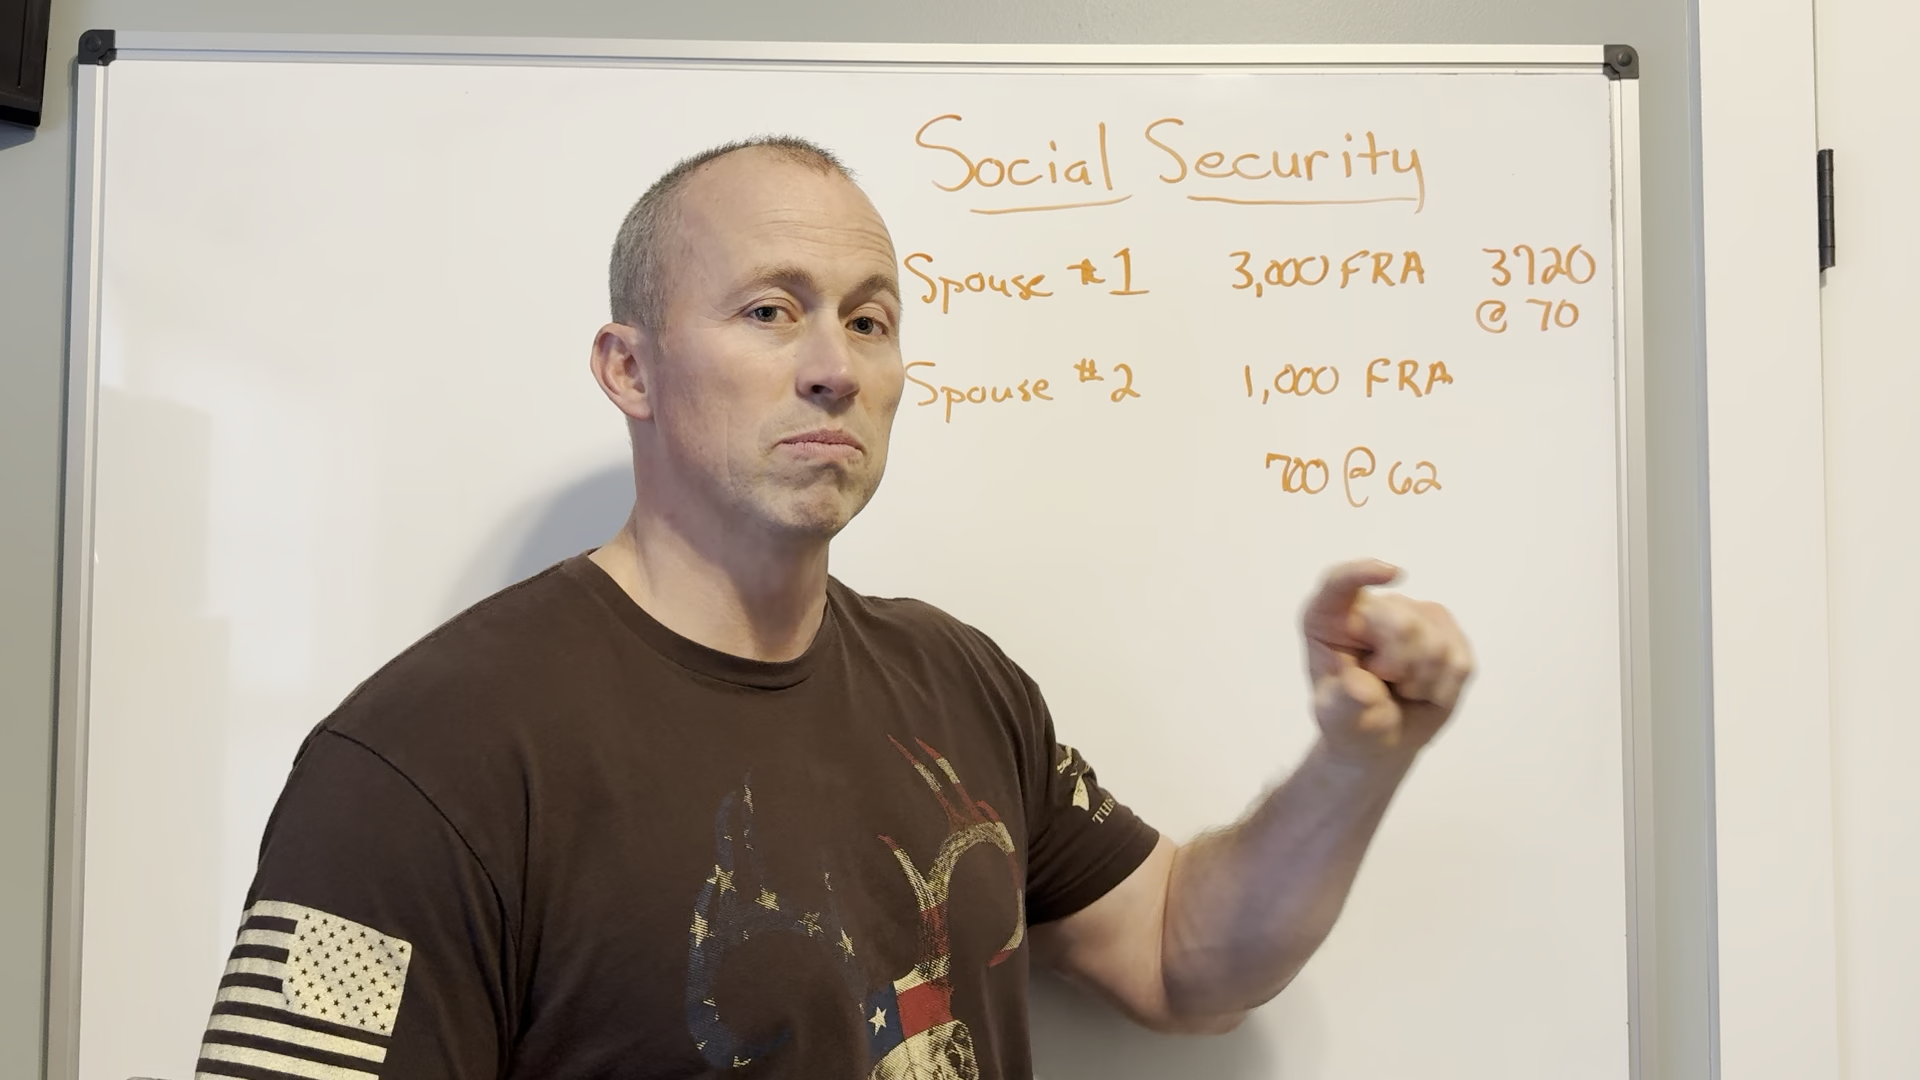 Social Security
Spouse #1 3,000 FRA 3720
@ 70
Spouse #2 1,000 FRA
700 @ 62